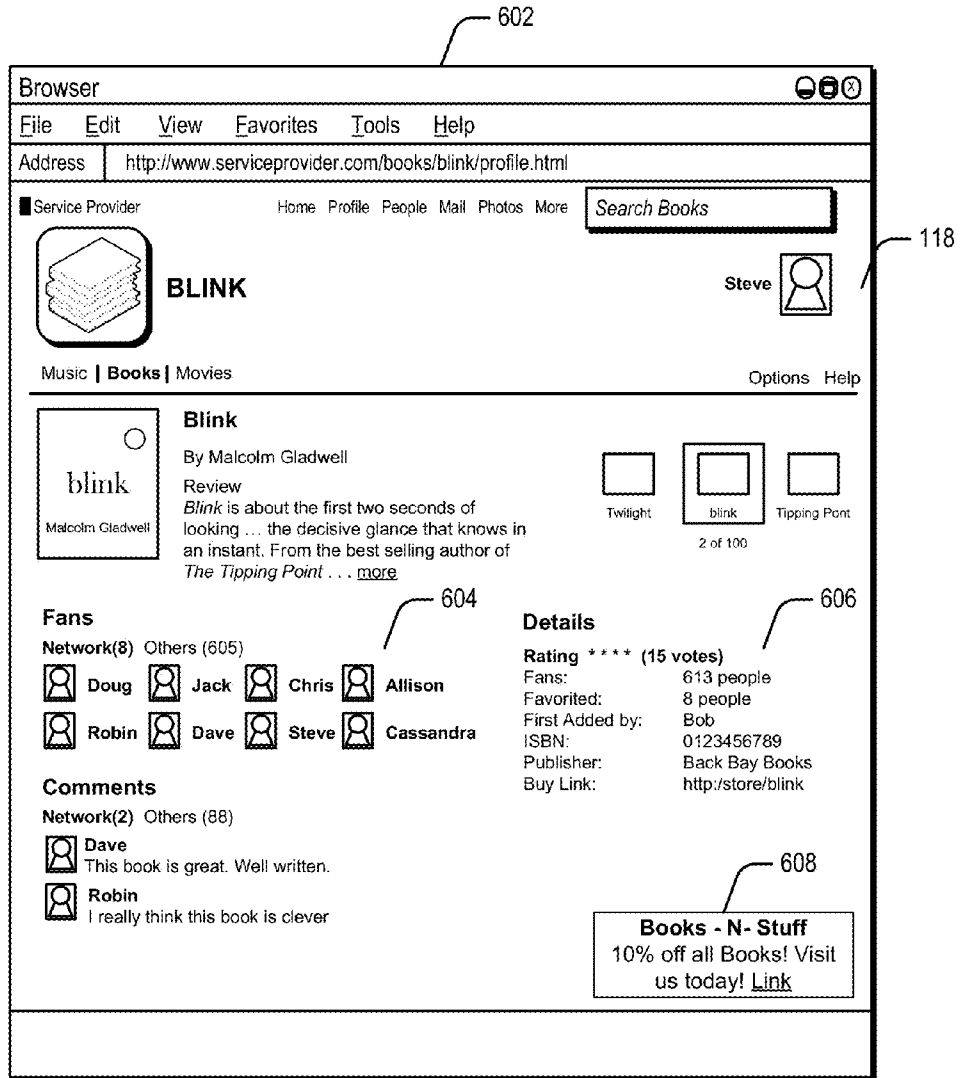 602
Browser
File Edit View Favorites Tools Help
Address http://www.serviceprovider.com/books/blink/profile.html
Service Provider Home Profile People Mail Photos More Search Books
118
BLINK
Steve
Music | Books | Movies
Options Help
blink
Malcolm Gladwell
Blink
By Malcolm Gladwell
Review
Blink is about the first two seconds of
looking ... the decisive glance that knows in
an instant. From the best selling author of
The Tipping Point . . . more
Twilight blink Tipping Pont
2 of 100
604
Fans
Network(8) Others (605)
Doug Jack Chris Allison
Robin Dave Steve Cassandra
606
Details
Rating * * * * (15 votes)
Fans: 613 people
Favorited: 8 people
First Added by: Bob
ISBN: 0123456789
Publisher: Back Bay Books
Buy Link: http:/store/blink
Comments
Network(2) Others (88)
Dave
This book is great. Well written.
Robin
I really think this book is clever
608
Books - N- Stuff
10% off all Books! Visit
us today! Link